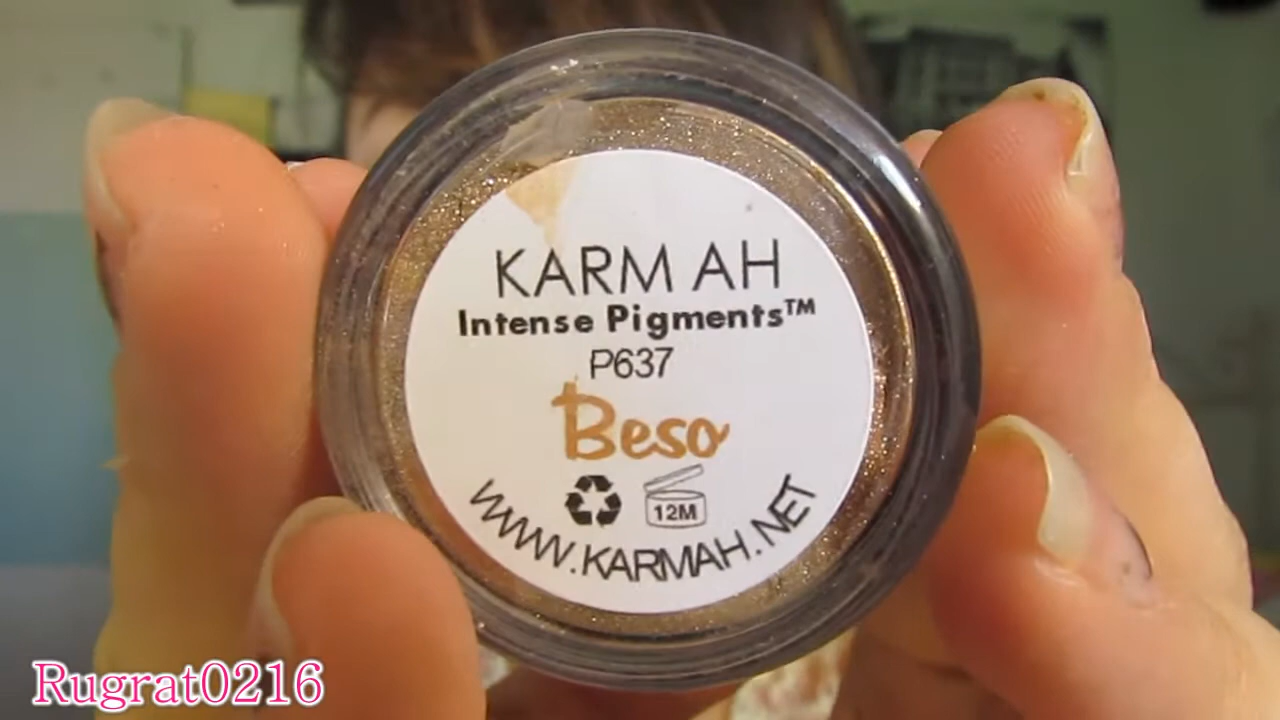 KARM AH
Intense Pigments™
P637
Beso
12M
WWW.KARMAH.NET
Rugrat0216